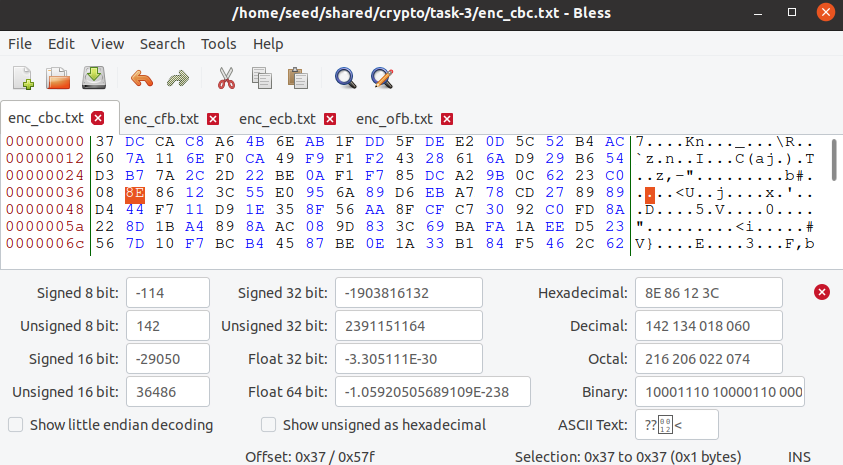 /home/seed/shared/crypto/task-3/enc_cbc.txt - Bless
File Edit View Search Tools Help
enc_cbc.txt enc_cfb.txt enc_ecb.txt enc_ofb.txt
00000000 37 DC CA C8 A6 4B 6E AB 1F DD 5F DE E2 0D 5C 52 B4 AC 7....Kn..._...\R..
00000012 60 7A 11 6E F0 CA 49 F9 F1 F2 43 28 61 6A D9 29 B6 54 `z.n..I...C(aj.).T
00000024 D3 B7 7A 2C 2D 22 BE 0A F1 F7 85 DC A2 9B 0C 62 23 C0 ..z,-".........b#.
00000036 08 8E 86 12 3C 55 E0 95 6A 89 D6 EB A7 78 CD 27 89 89 ....<U..j....x.'..
00000048 D4 44 F7 11 D9 1E 35 8F 56 AA 8F CF C7 30 92 C0 FD 8A .D....5.V....0....
0000005a 22 8D 1B A4 89 8A AC 08 9D 83 3C 69 BA FA 1A EE D5 23 ".........<i.....#
0000006c 56 7D 10 F7 BC B4 45 87 BE 0E 1A 33 B1 84 F5 46 2C 62 V}....E....3...F,b
Signed 8 bit: -114 Signed 32 bit: -1903816132 Hexadecimal: 8E 86 12 3C
Unsigned 8 bit: 142 Unsigned 32 bit: 2391151164 Decimal: 142 134 018 060
Signed 16 bit: -29050 Float 32 bit: -3.305111E-30 Octal: 216 206 022 074
Unsigned 16 bit: 36486 Float 64 bit: -1.05920505689109E-238 Binary: 10001110 10000110 000
Show little endian decoding Show unsigned as hexadecimal ASCII Text: ??<
Offset: 0x37 / 0x57f Selection: 0x37 to 0x37 (0x1 bytes) INS